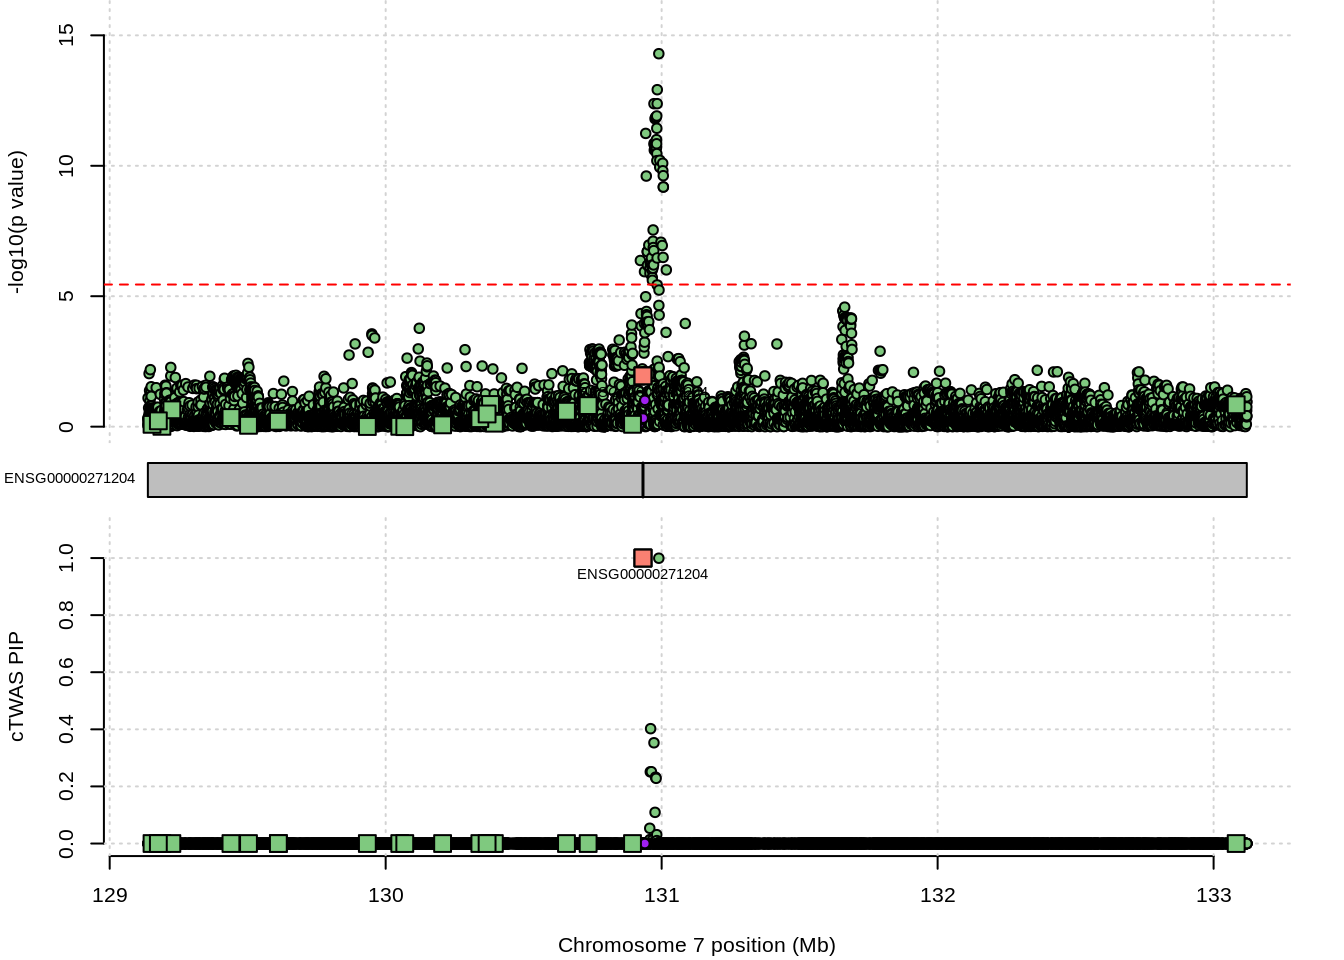 15
10
5
0
-log10(p value)
ENSG00000271204
1.0
0.8
0.6
0.4
0.2
0.0
cTWAS PIP
ENSG00000271204
129 130 131 132 133
Chromosome 7 position (Mb)